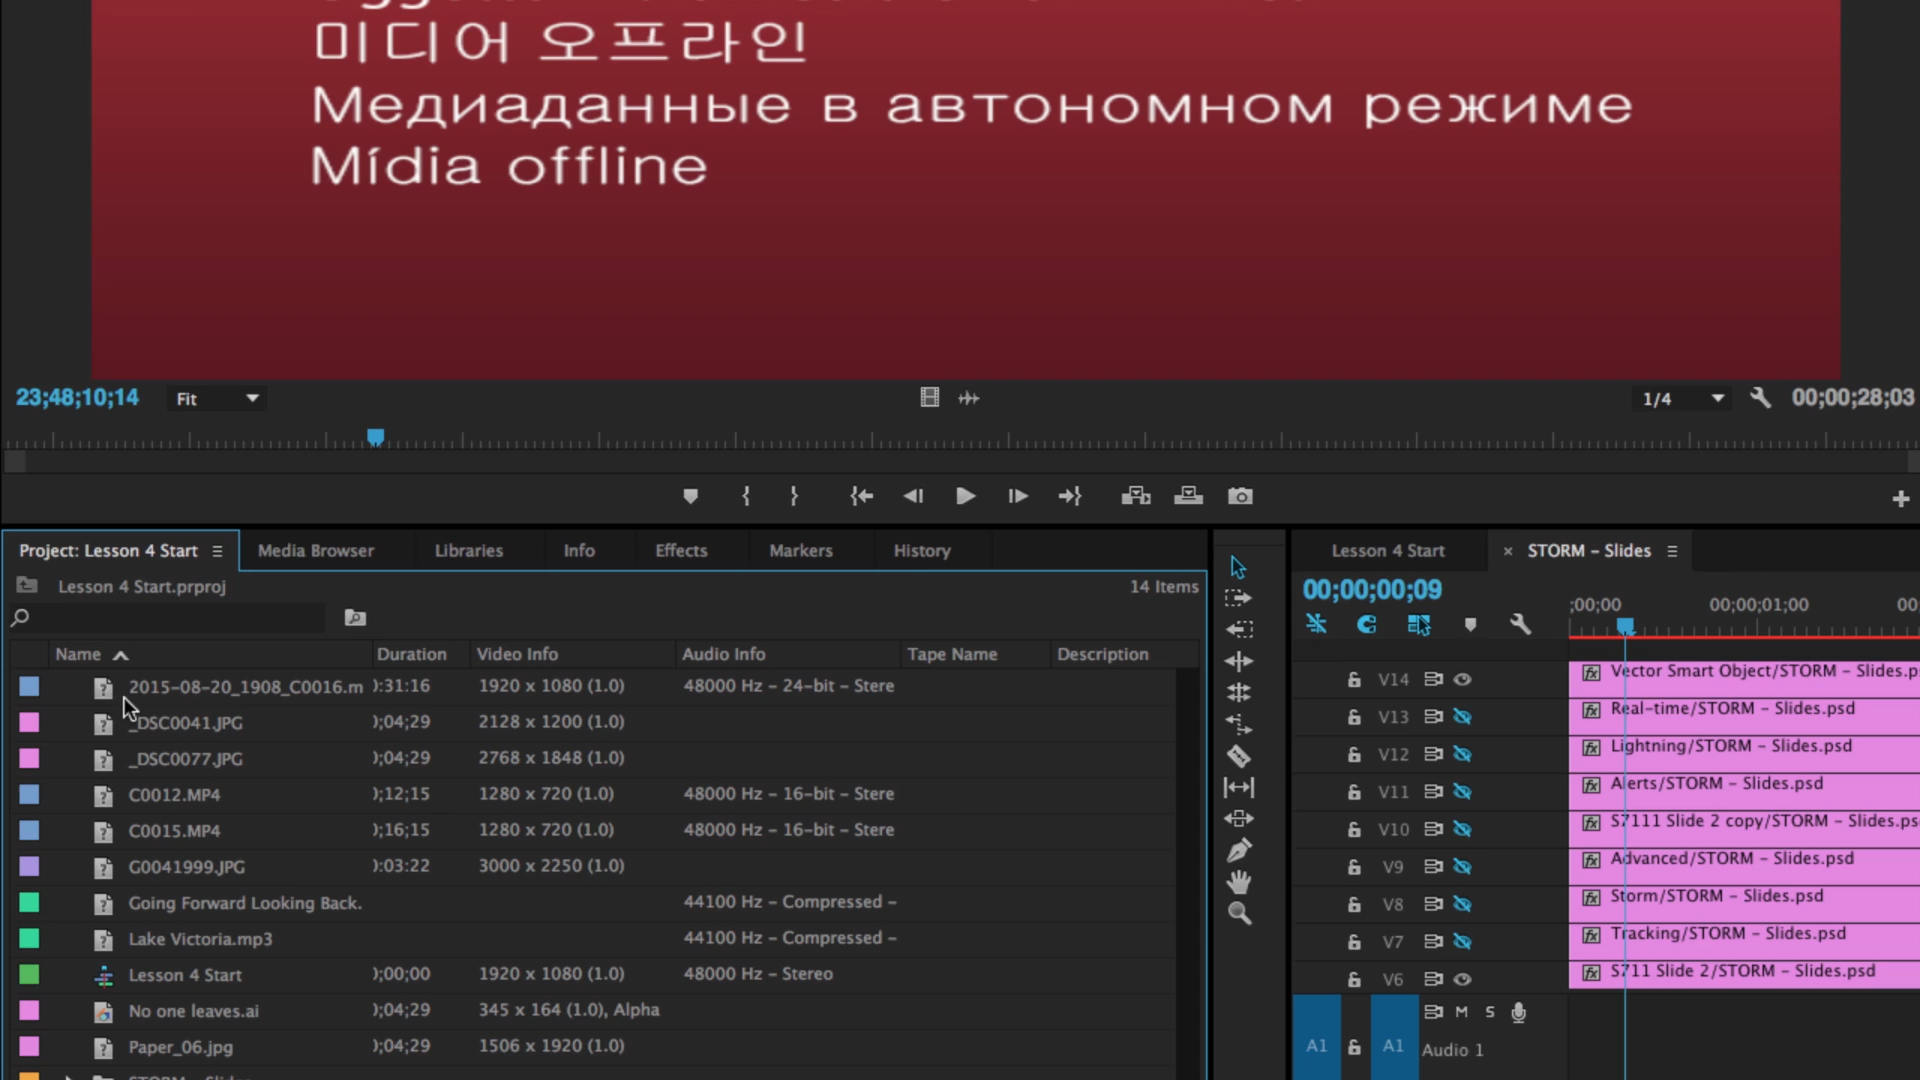 미디어 오프라인
Медиаданные в автономном режиме
Mídia offline
23;48;10;14
Fit
1/4
00;00;28;03
Project: Lesson 4 Start
Media Browser
Libraries
Info
Effects
Markers
History
Lesson 4 Start.prproj
14 Items
Name Duration Video Info Audio Info Tape Name Description
2015-08-20_1908_C0016.m ):31:16 1920 x 1080 (1.0) 48000 Hz - 24-bit - Stere
_DSC0041.JPG );04;29 2128 x 1200 (1.0)
_DSC0077.JPG );04;29 2768 x 1848 (1.0)
C0012.MP4 );12;15 1280 x 720 (1.0) 48000 Hz - 16-bit - Stere
C0015.MP4 );16;15 1280 x 720 (1.0) 48000 Hz - 16-bit - Stere
G0041999.JPG ):03:22 3000 x 2250 (1.0)
Going Forward Looking Back. 44100 Hz - Compressed -
Lake Victoria.mp3 44100 Hz - Compressed -
Lesson 4 Start );00;00 1920 x 1080 (1.0) 48000 Hz - Stereo
No one leaves.ai );04;29 345 x 164 (1.0), Alpha
Paper_06.jpg );04;29 1506 x 1920 (1.0)
Lesson 4 Start
× STORM - Slides
00;00;00;09
;00;00 00;00;01;00 00
V14 Vector Smart Object/STORM - Slides.p
V13 Real-time/STORM - Slides.psd
V12 Lightning/STORM - Slides.psd
V11 Alerts/STORM - Slides.psd
V10 S7111 Slide 2 copy/STORM - Slides.ps
V9 Advanced/STORM - Slides.psd
V8 Storm/STORM - Slides.psd
V7 Tracking/STORM - Slides.psd
V6 S711 Slide 2/STORM - Slides.psd
M S
A1 A1 Audio 1